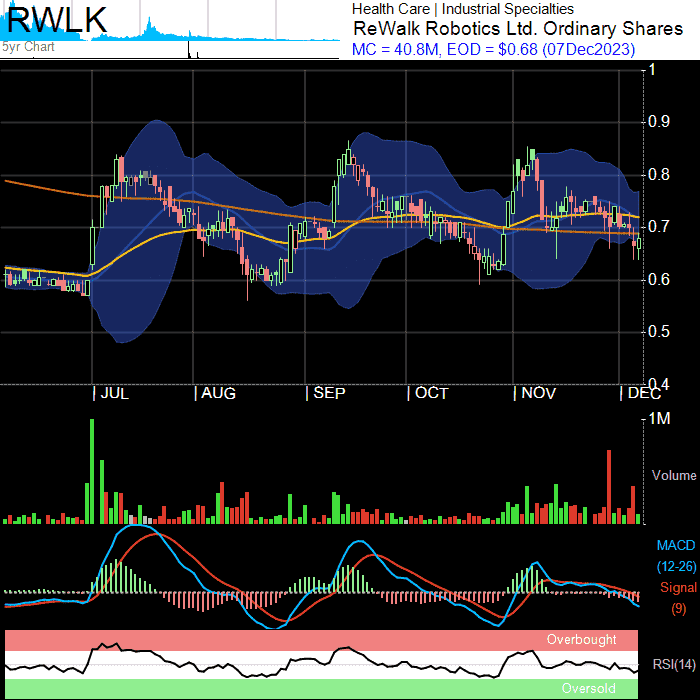 RWLK
5yr Chart
Health Care | Industrial Specialties
ReWalk Robotics Ltd. Ordinary Shares
MC = 40.8M, EOD = $0.68 (07Dec2023)
1
0.9
0.8
0.7
0.6
0.5
0.4
| JUL | AUG | SEP | OCT | NOV | DEC
1M
Volume
MACD
(12-26)
Signal
(9)
Overbought
RSI(14)
Oversold